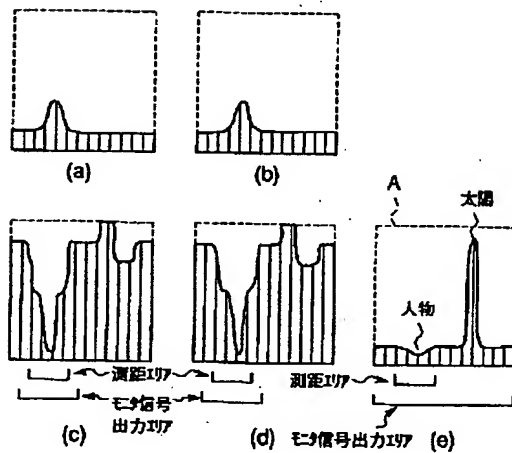 (a)
(b)
A
太陽
人物
測距エリア
モニタ信号
出力エリア
測距エリア
モニタ信号出力エリア
(c)
(d)
(e)